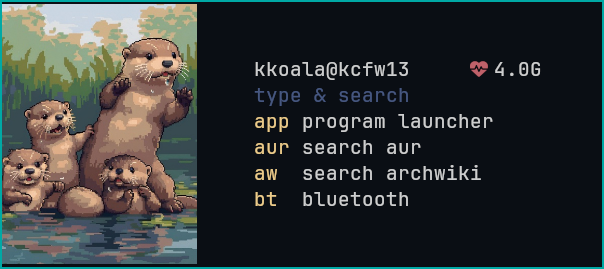 kkoala@kcfw13 4.0G
type & search
app program launcher
aur search aur
aw search archwiki
bt bluetooth